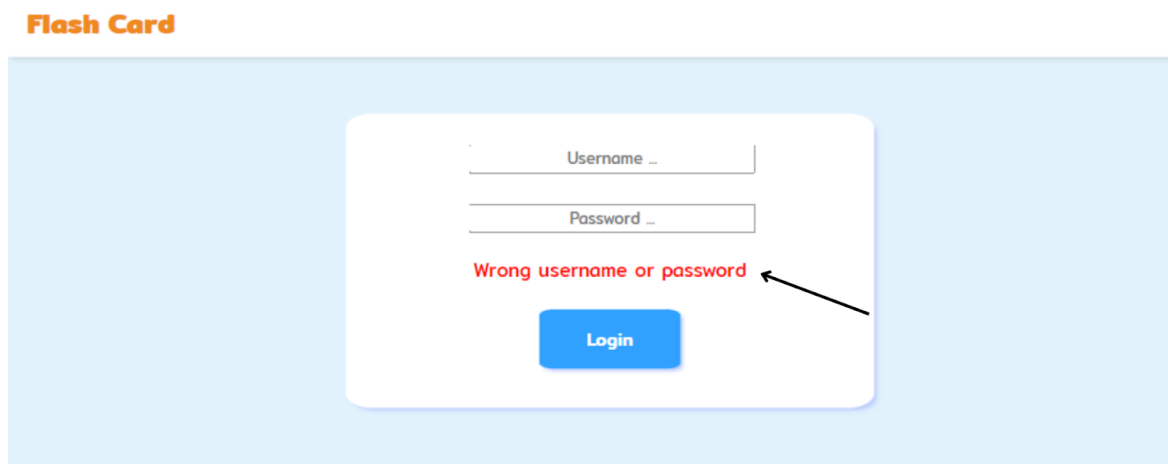 Flash Card
Username ...
Password ...
Wrong username or password
Login